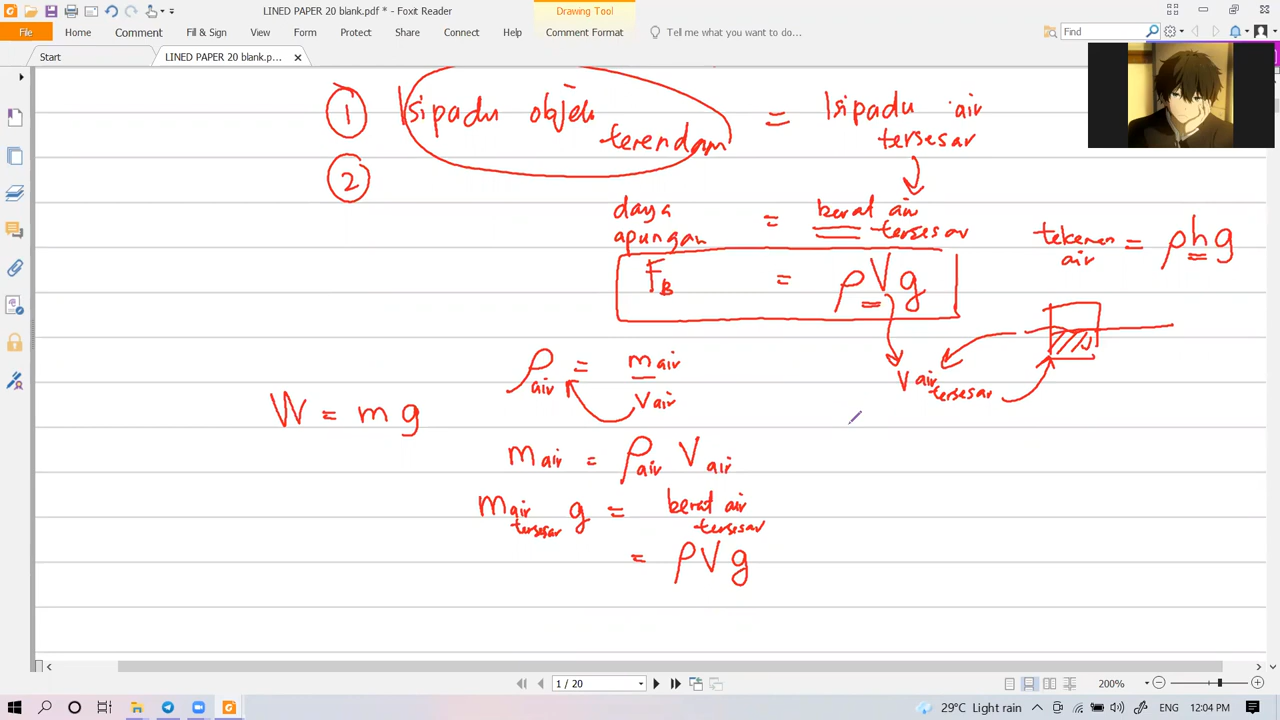 LINED PAPER 20 blank.pdf * - Foxit Reader
Drawing Tool
File Home Comment Fill & Sign View Form Protect Share Connect Help Comment Format Tell me what you want to do... Find
Start LINED PAPER 20 blank.p...
1 Isipadu objek terendam = Isipadu air tersesar
2
daya apungan = berat air tersesar
tekanan air = ρhg
F_B = ρVg
V air tersesar
ρ air = m air / V air
W = mg
m air = ρ air V air
m air tersesar g = berat air tersesar
= ρVg
1 / 20
200%
29°C Light rain
12:04 PM